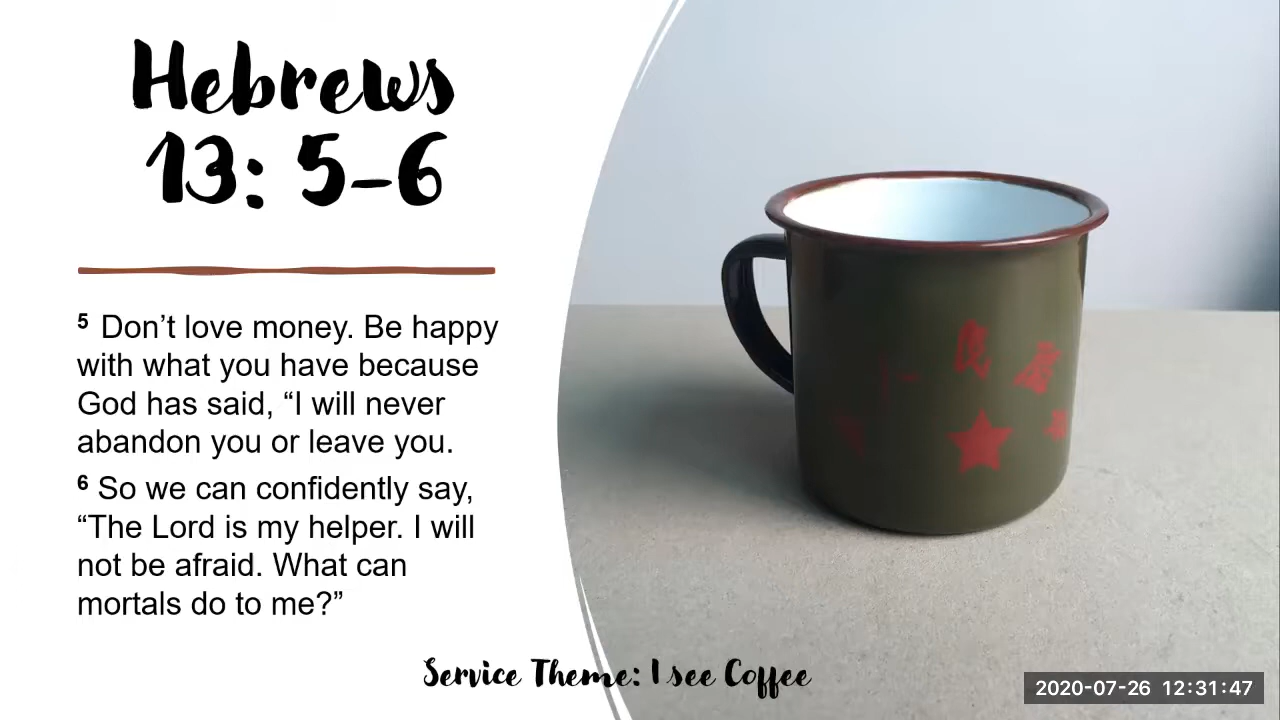 Hebrews
13: 5-6
5 Don’t love money. Be happy
with what you have because
God has said, “I will never
abandon you or leave you.
6 So we can confidently say,
“The Lord is my helper. I will
not be afraid. What can
mortals do to me?”
Service Theme: I see Coffee
2020-07-26 12:31:47